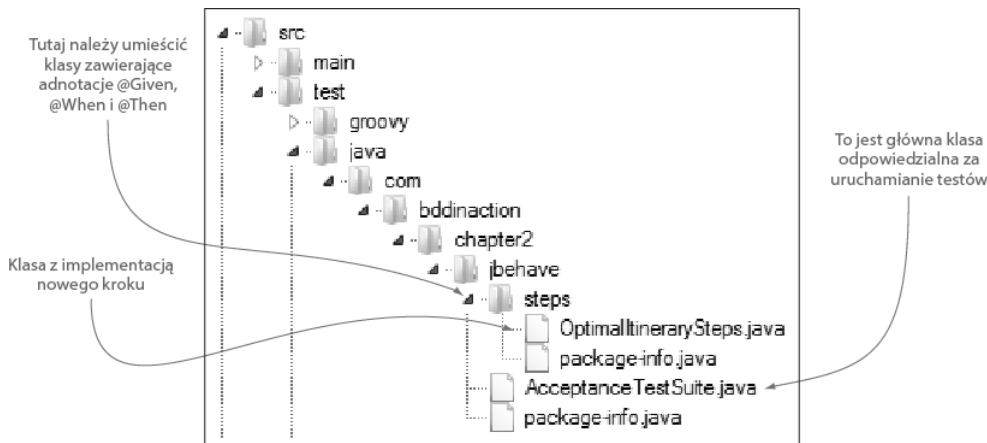 Tutaj należy umieścić
klasy zawierające
adnotacje @Given,
@When i @Then
Klasa z implementacją
nowego kroku
src
main
test
groovy
java
com
bddinaction
chapter2
jbehave
steps
OptimalItinerarySteps.java
package-info.java
AcceptanceTestSuite.java
package-info.java
To jest główna klasa
odpowiedzialna za
uruchamianie testów